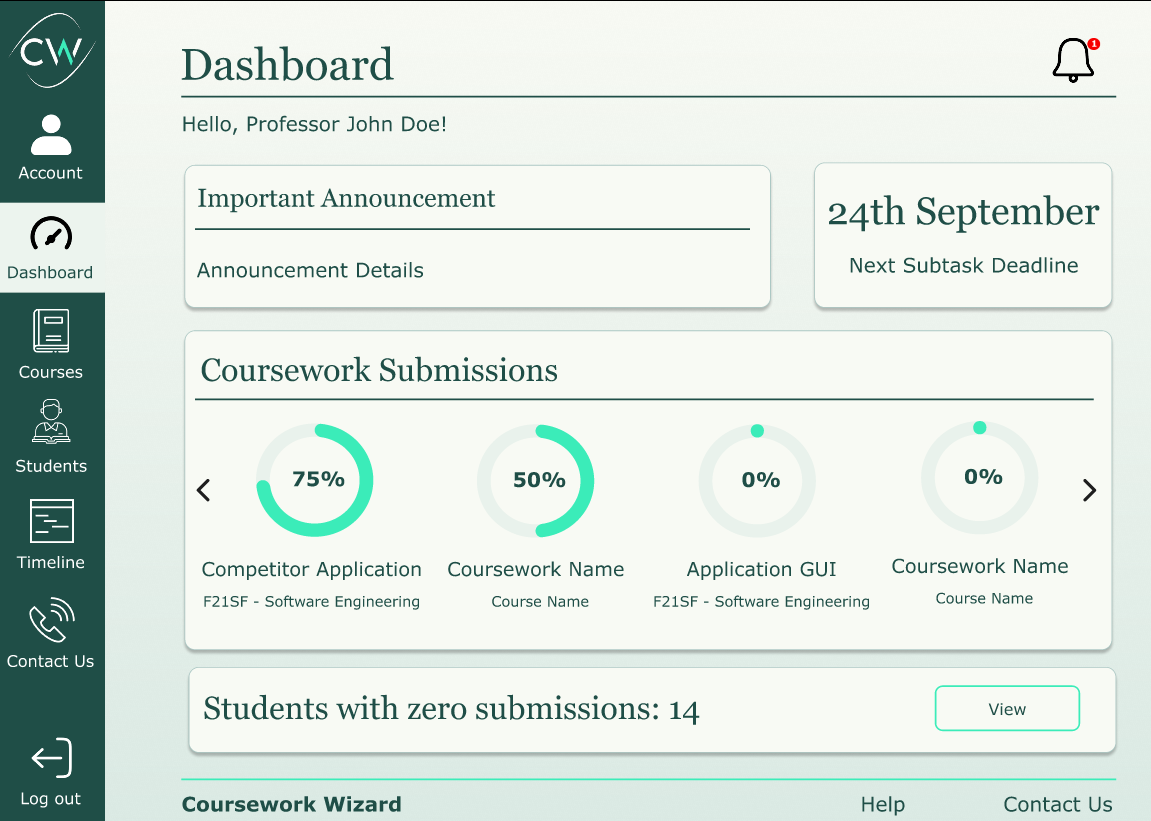 CW
Account
Dashboard
Courses
Students
Timeline
Contact Us
Log out
Dashboard
1
Hello, Professor John Doe!
Important Announcement
Announcement Details
24th September
Next Subtask Deadline
Coursework Submissions
75%
50%
0%
0%
Competitor Application
Coursework Name
Application GUI
Coursework Name
F21SF - Software Engineering
Course Name
F21SF - Software Engineering
Course Name
Students with zero submissions: 14
View
Coursework Wizard
Help
Contact Us